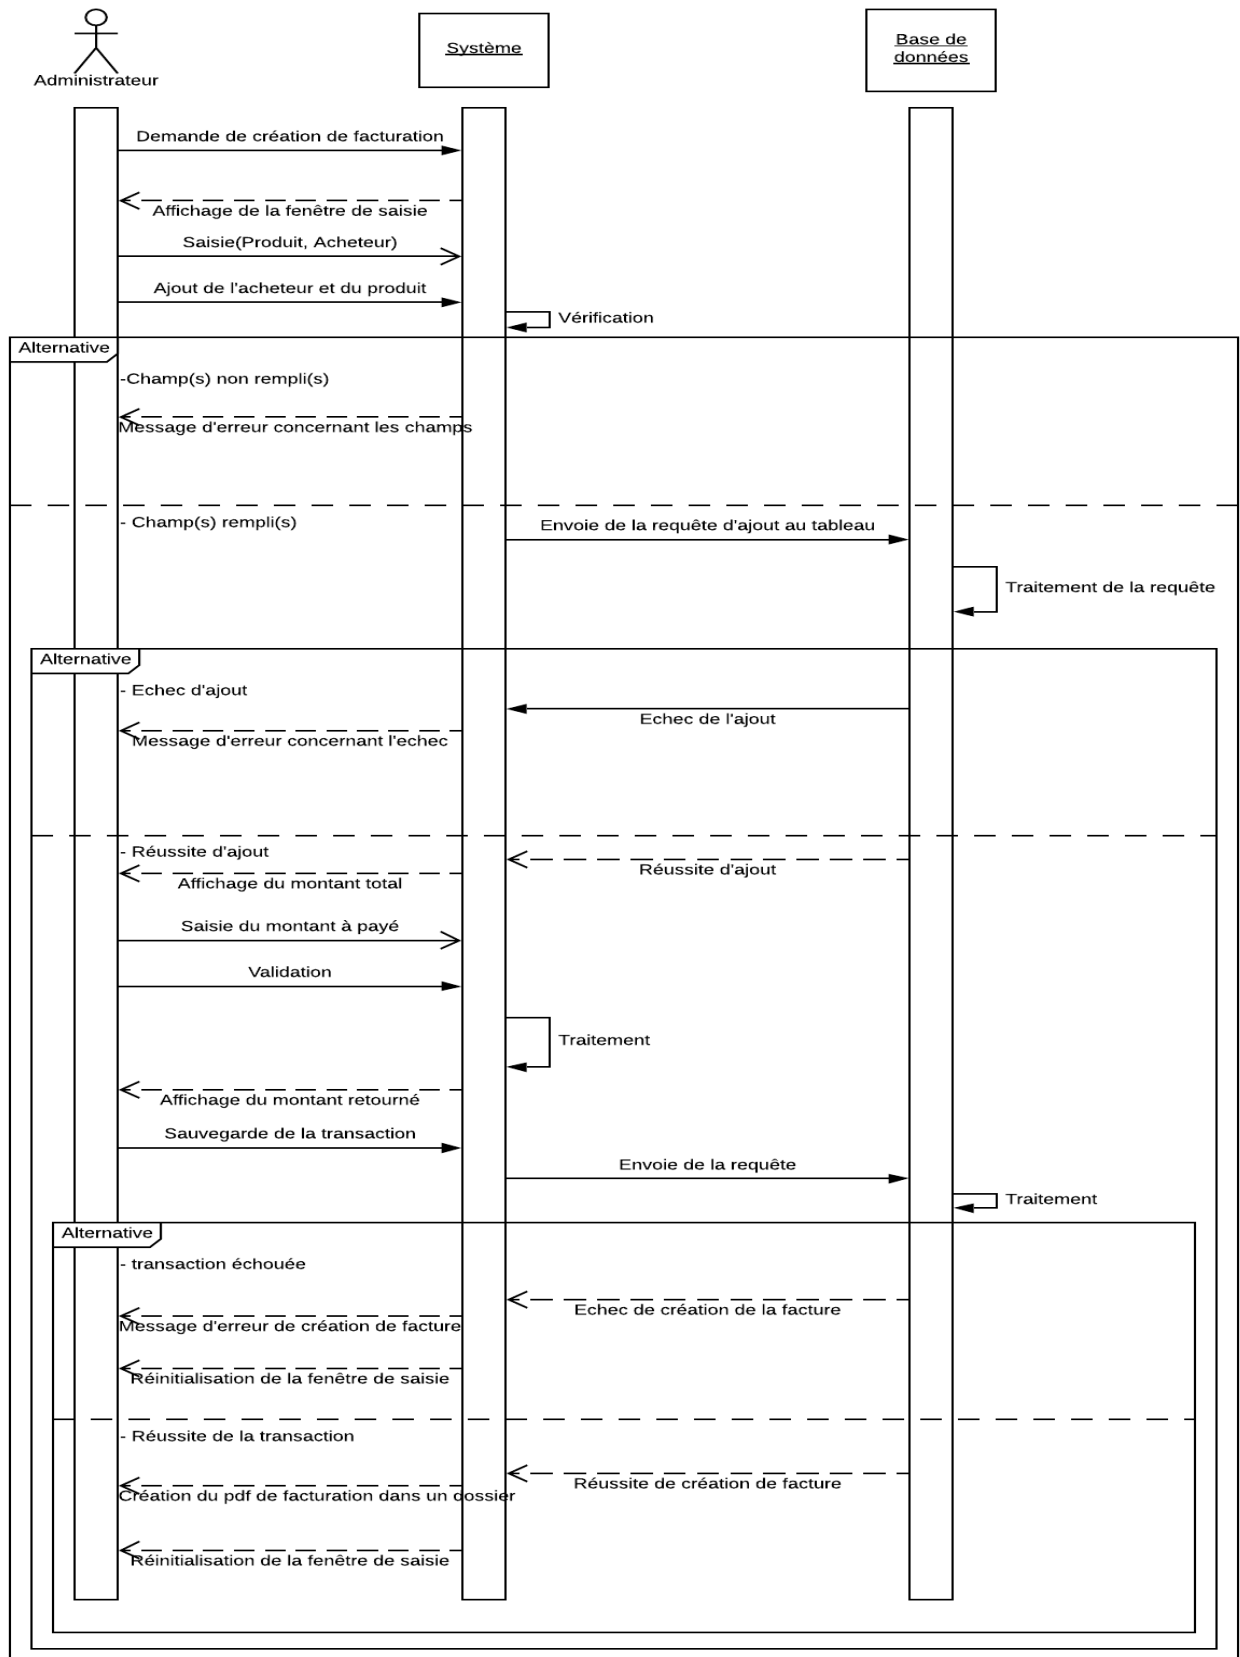 Administrateur
Système
Base de
données
Demande de création de facturation
Affichage de la fenêtre de saisie
Saisie(Produit, Acheteur)
Ajout de l'acheteur et du produit
Vérification
Alternative
-Champ(s) non rempli(s)
Message d'erreur concernant les champs
- Champ(s) rempli(s)
Envoie de la requête d'ajout au tableau
Traitement de la requête
Alternative
- Echec d'ajout
Echec de l'ajout
Message d'erreur concernant l'echec
- Réussite d'ajout
Réussite d'ajout
Affichage du montant total
Saisie du montant à payé
Validation
Traitement
Affichage du montant retourné
Sauvegarde de la transaction
Envoie de la requête
Traitement
Alternative
- transaction échouée
Echec de création de la facture
Message d'erreur de création de facture
Réinitialisation de la fenêtre de saisie
- Réussite de la transaction
Réussite de création de facture
Création du pdf de facturation dans un dossier
Réinitialisation de la fenêtre de saisie